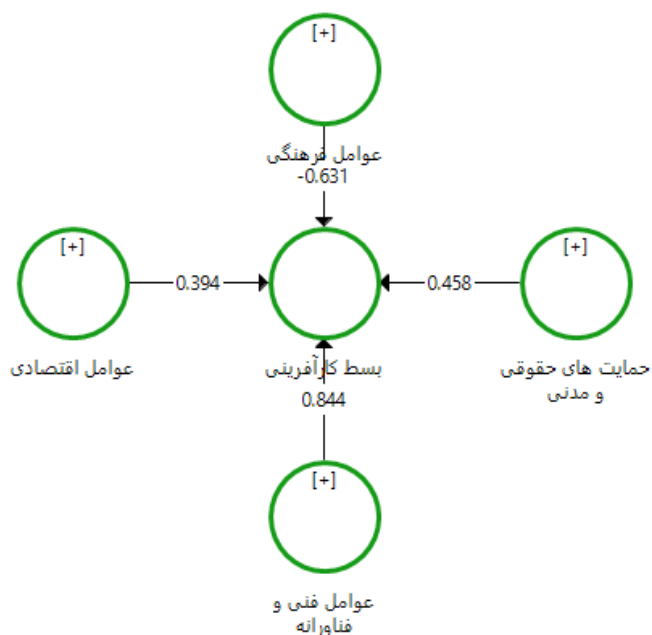 [+]
عوامل فرهنگی
-0.631
[+]
0.394
0.458
[+]
عوامل اقتصادی
بسط کارآفرینی
حمایت های حقوقی
و مدنی
0.844
[+]
عوامل فنی و
فناورانه